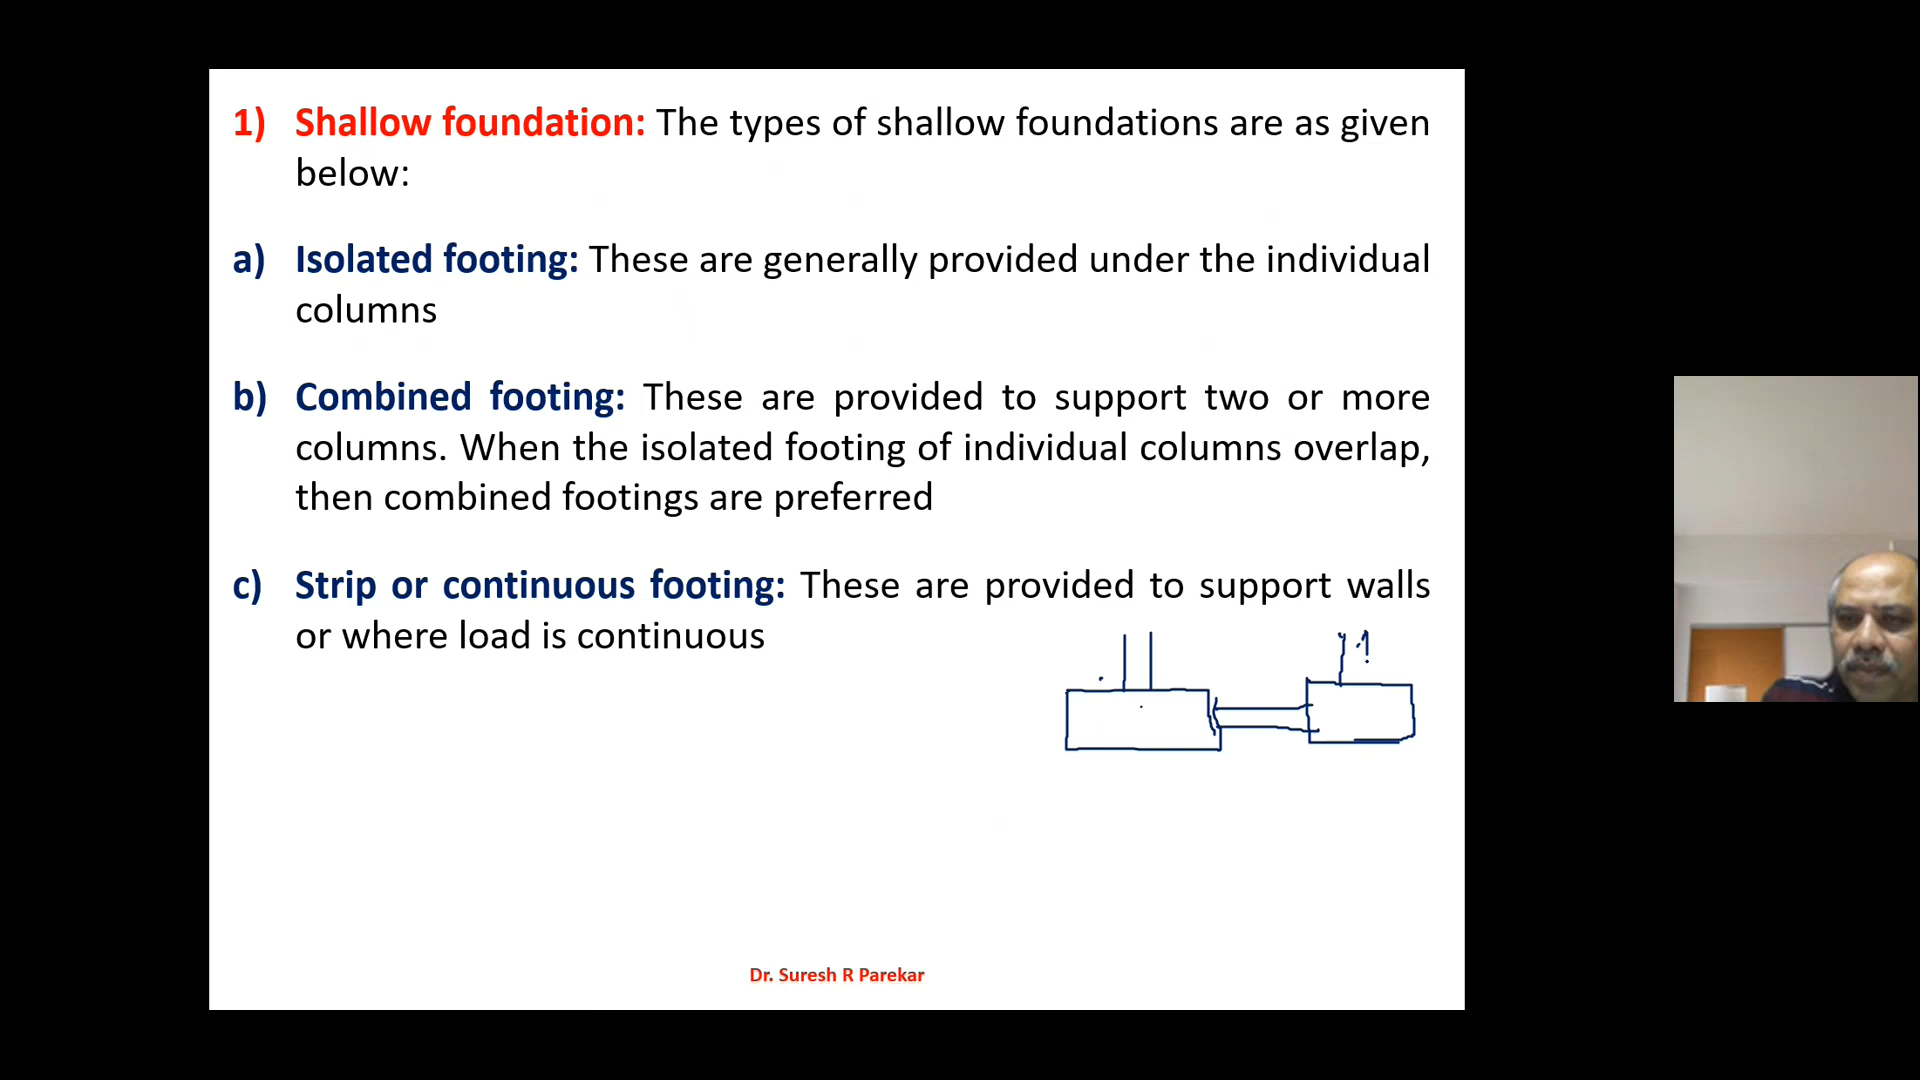 1) Shallow foundation: The types of shallow foundations are as given
below:
a) Isolated footing: These are generally provided under the individual
columns
b) Combined footing: These are provided to support two or more
columns. When the isolated footing of individual columns overlap,
then combined footings are preferred
c) Strip or continuous footing: These are provided to support walls
or where load is continuous
Dr. Suresh R Parekar